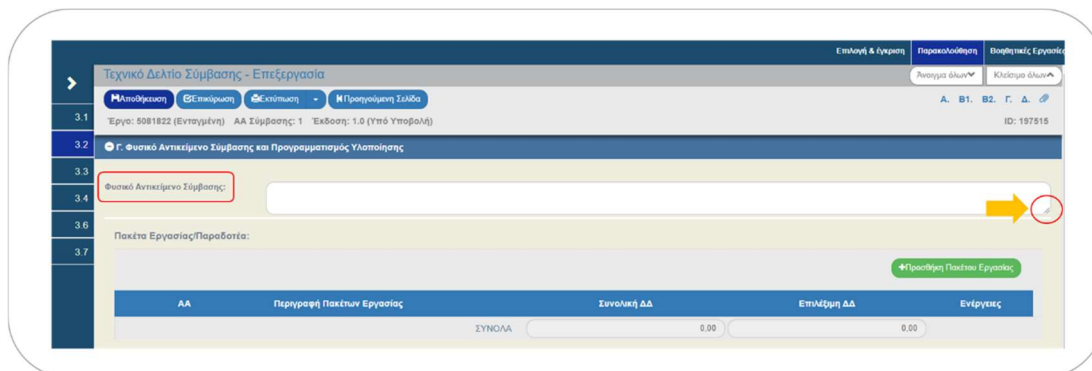 Επιλογή & έγκριση Παρακολούθηση Βοηθητικές Εργασίες
Τεχνικό Δελτίο Σύμβασης - Επεξεργασία Άνοιγμα όλων Κλείσιμο όλων
Αποθήκευση Επικύρωση Εκτύπωση Προηγούμενη Σελίδα Α. Β1. Β2. Γ. Δ.
3.1 Έργο: 5081822 (Ενταγμένη) ΑΑ Σύμβασης: 1 Έκδοση: 1.0 (Υπό Υποβολή) ID: 197515
3.2 Γ. Φυσικό Αντικείμενο Σύμβασης και Προγραμματισμός Υλοποίησης
3.3
Φυσικό Αντικείμενο Σύμβασης:
3.4
3.6
Πακέτα Εργασίας/Παραδοτέα:
3.7
+Προσθήκη Πακέτου Εργασίας
ΑΑ Περιγραφή Πακέτων Εργασίας Συνολική ΔΔ Επιλέξιμη ΔΔ Ενέργειες
ΣΥΝΟΛΑ 0,00 0,00